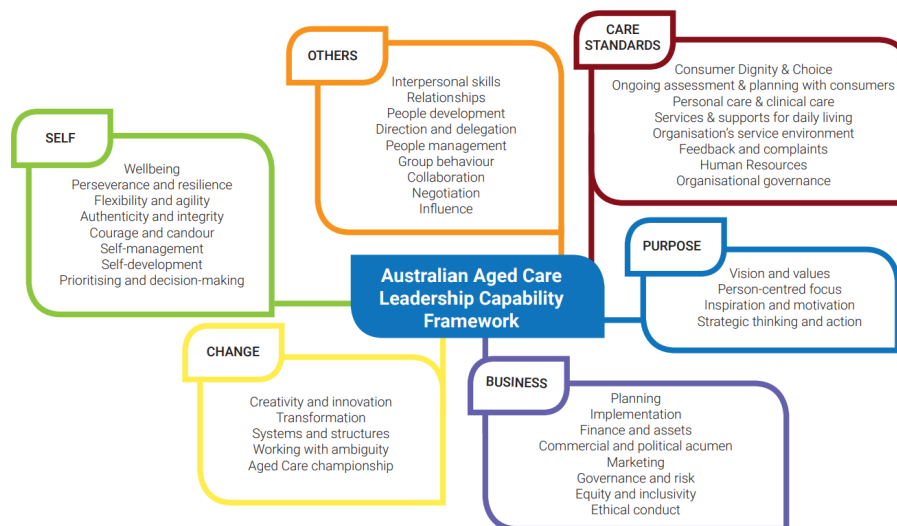 SELF
Wellbeing
Perseverance and resilience
Flexibility and agility
Authenticity and integrity
Courage and candour
Self-management
Self-development
Prioritising and decision-making
OTHERS
Interpersonal skills
Relationships
People development
Direction and delegation
People management
Group behaviour
Collaboration
Negotiation
Influence
CARE
STANDARDS
Consumer Dignity & Choice
Ongoing assessment & planning with consumers
Personal care & clinical care
Services & supports for daily living
Organisation's service environment
Feedback and complaints
Human Resources
Organisational governance
Australian Aged Care
Leadership Capability
Framework
PURPOSE
Vision and values
Person-centred focus
Inspiration and motivation
Strategic thinking and action
CHANGE
Creativity and innovation
Transformation
Systems and structures
Working with ambiguity
Aged Care championship
BUSINESS
Planning
Implementation
Finance and assets
Commercial and political acumen
Marketing
Governance and risk
Equity and inclusivity
Ethical conduct